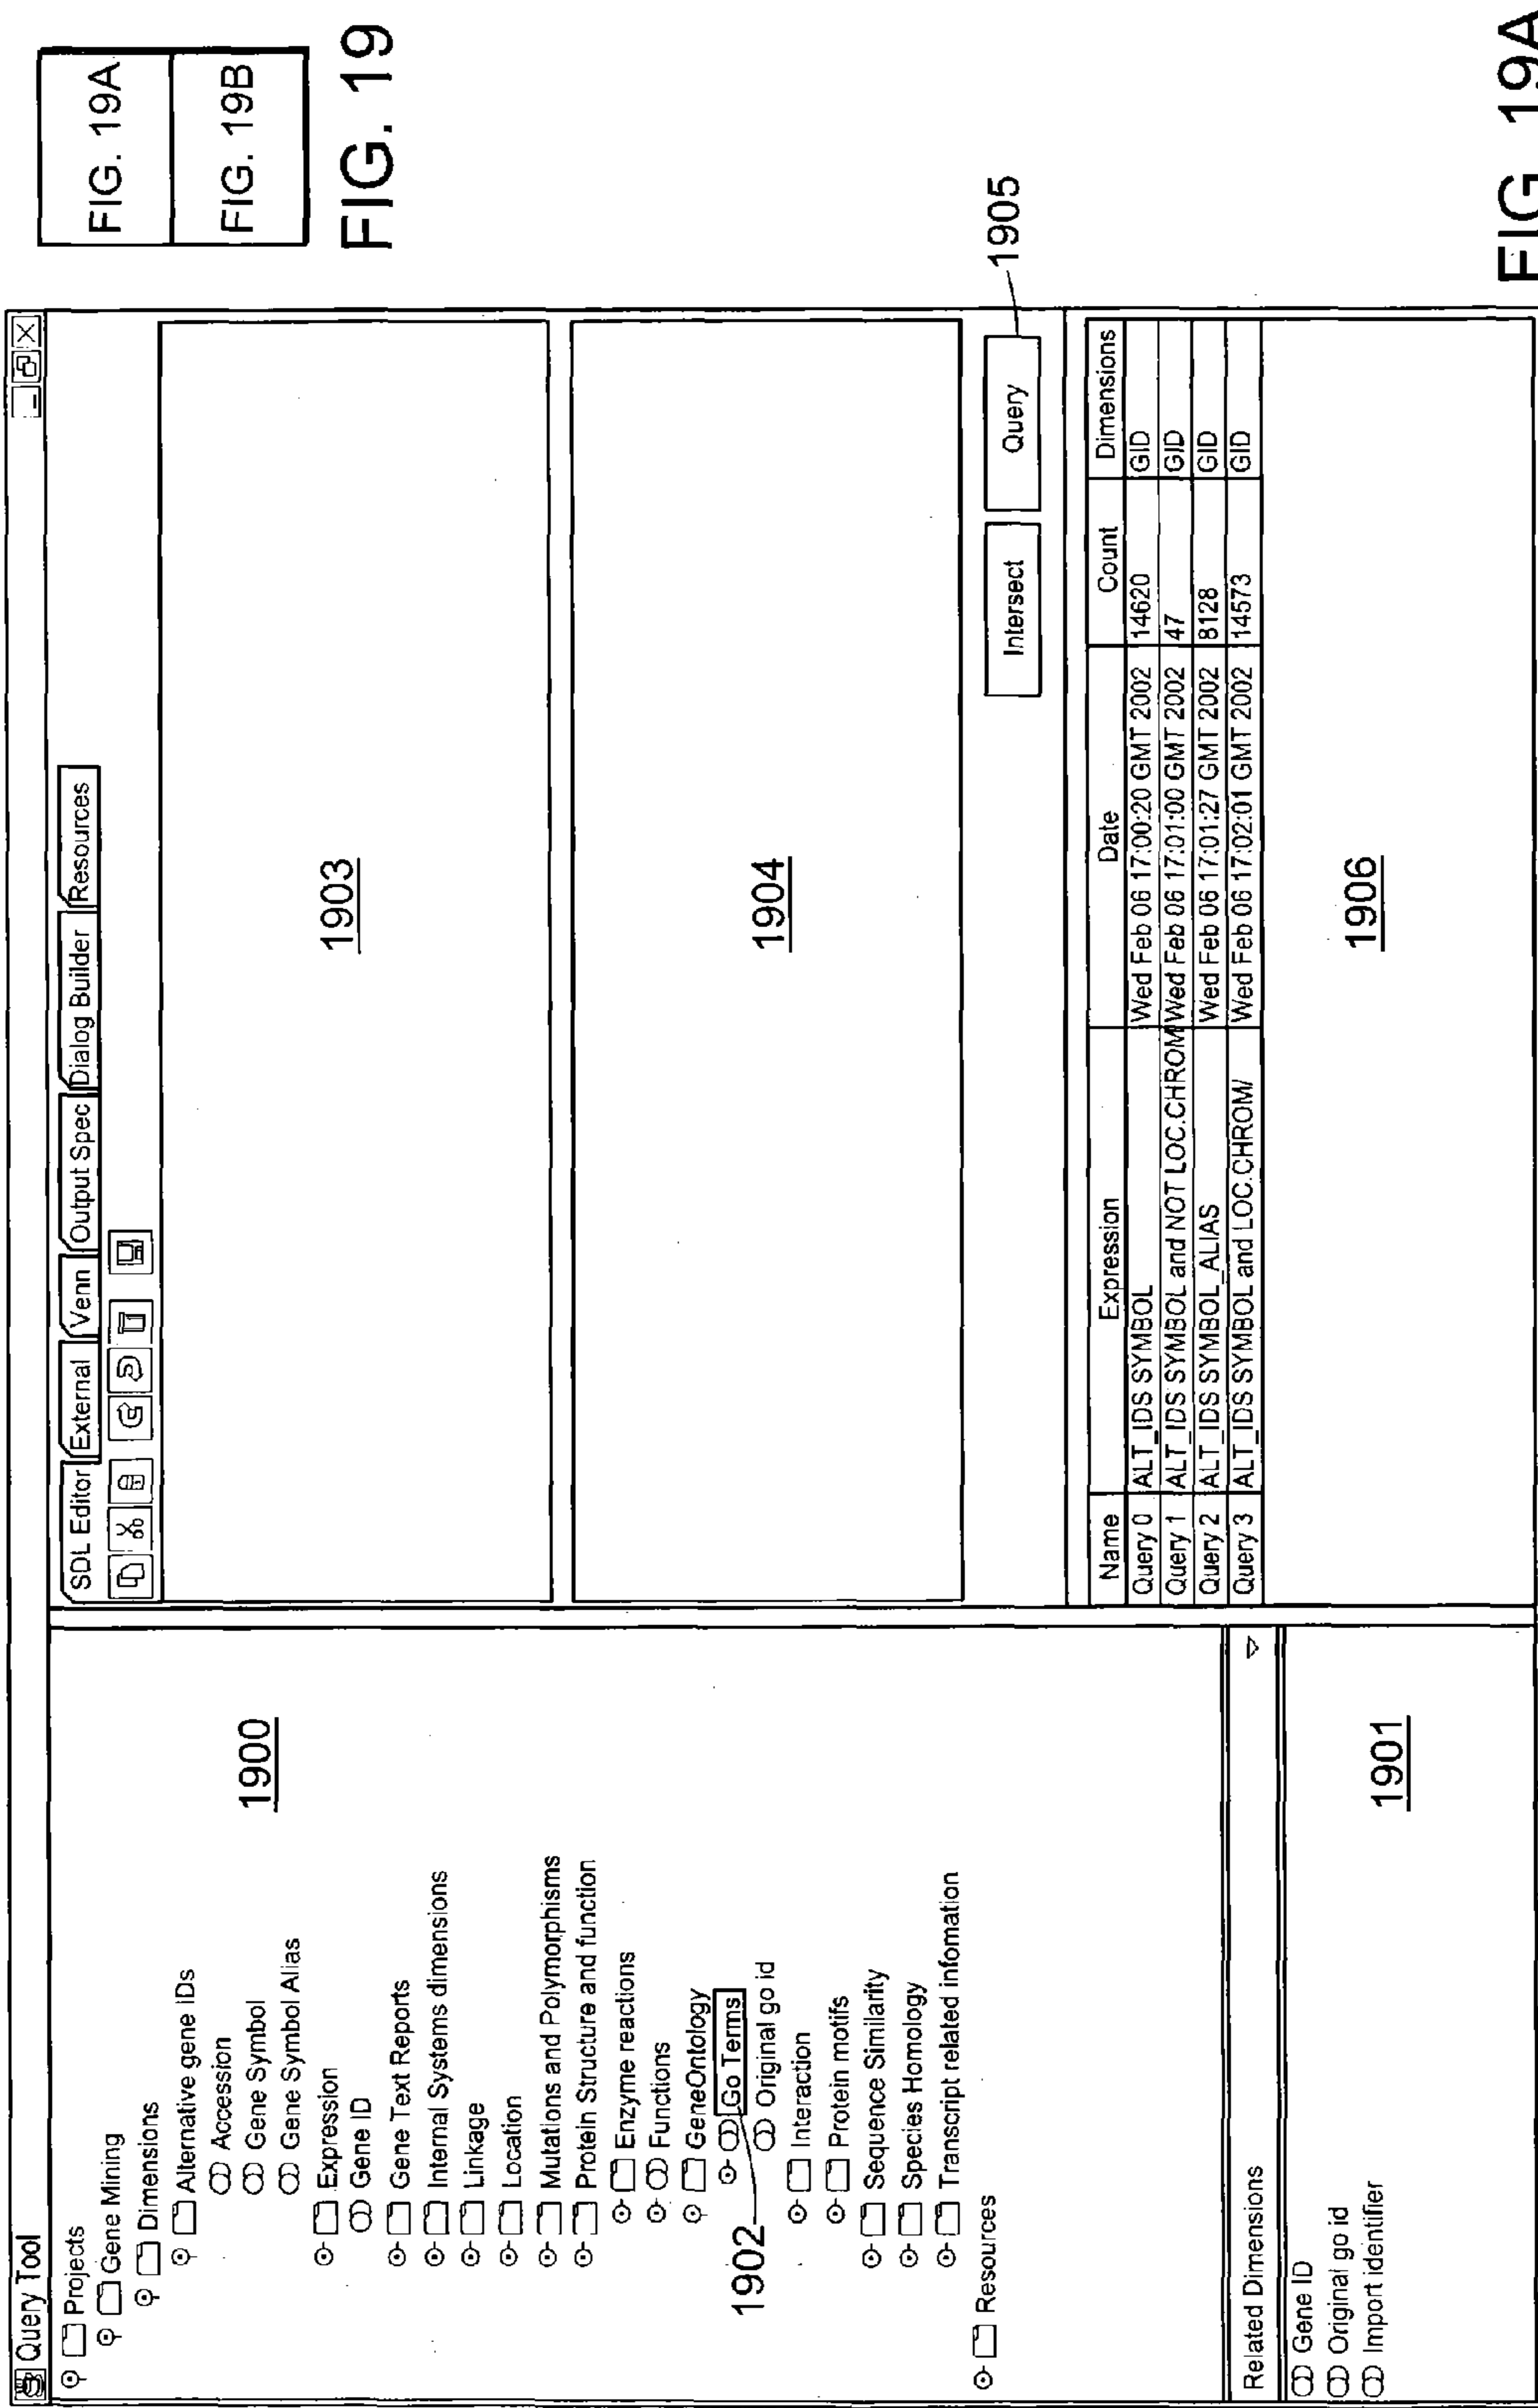 FIG. 19A
FIG. 19B
FIG. 19
Query Tool
Projects
Gene Mining
Dimensions
Alternative gene IDs
Accession
Gene Symbol
Gene Symbol Alias
Expression
Gene ID
Gene Text Reports
Internal Systems dimensions
Linkage
Location
Mutations and Polymorphisms
Protein Structure and function
Enzyme reactions
Functions
GeneOntology
Go Terms
Original go id
Interaction
Protein motifs
Sequence Similarity
Species Homology
Transcript related infomation
Resources
1900
1902
Related Dimensions
Gene ID
Original go id
Import identifier
1901
SDL Editor External Venn Output Spec Dialog Builder Resources
1903
1904
Intersect Query
1905
Name Expression Date Count Dimensions
Query 0 ALT_IDS SYMBOL Wed Feb 06 17:00:20 GMT 2002 14620 GID
Query 1 ALT_IDS SYMBOL and NOT LOC.CHROM Wed Feb 06 17:01:00 GMT 2002 47 GID
Query 2 ALT_IDS SYMBOL_ALIAS Wed Feb 06 17:01:27 GMT 2002 8128 GID
Query 3 ALT_IDS SYMBOL and LOC.CHROM/ Wed Feb 06 17:02:01 GMT 2002 14573 GID
1906
FIG. 19A